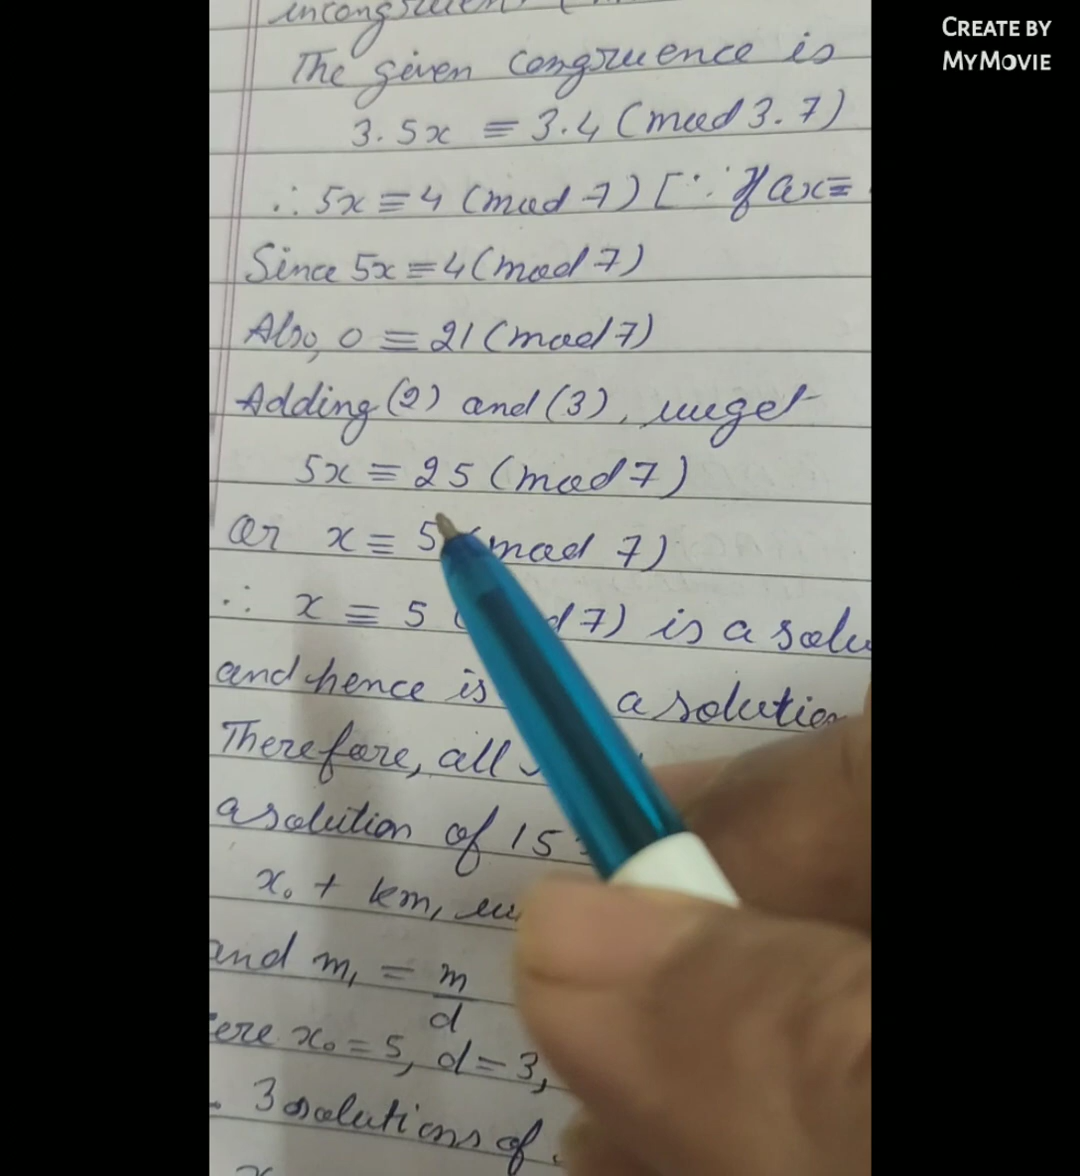 CREATE BY
MYMOVIE
The given congruence is
3.5x ≡ 3.4 (mod 3.7)
∴ 5x ≡ 4 (mod 7) [∵ If ax ≡
Since 5x ≡ 4 (mod 7)
Also, 0 ≡ 21 (mod 7)
Adding (2) and (3), we get
5x ≡ 25 (mod 7)
or x ≡ 5 (mod 7)
∴ x ≡ 5 ( d 7) is a solu
and hence is a solution
Therefore, all
a solution of 15
x₀ + km₁
and m₁ = m/d
ere x₀ = 5, d = 3,
3 solutions of